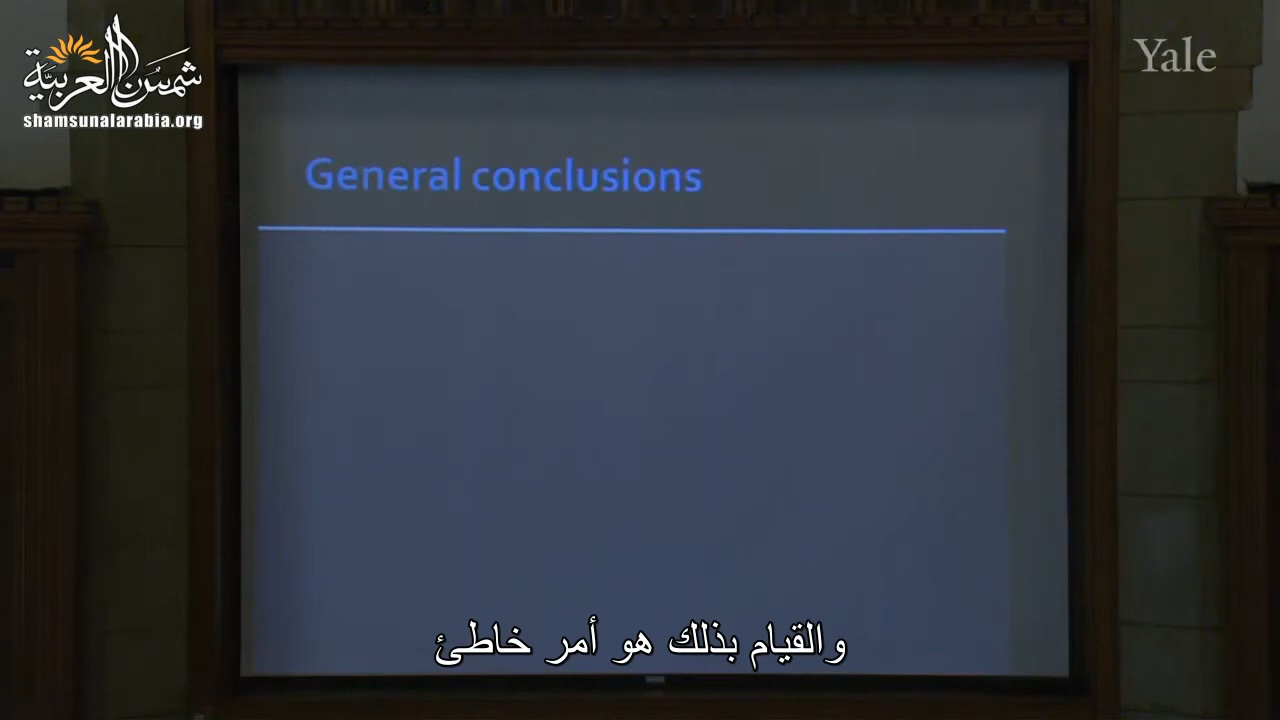 شمس العربية
shamsunalarabia.org
Yale
General conclusions
والقيام بذلك هو أمر خاطئ